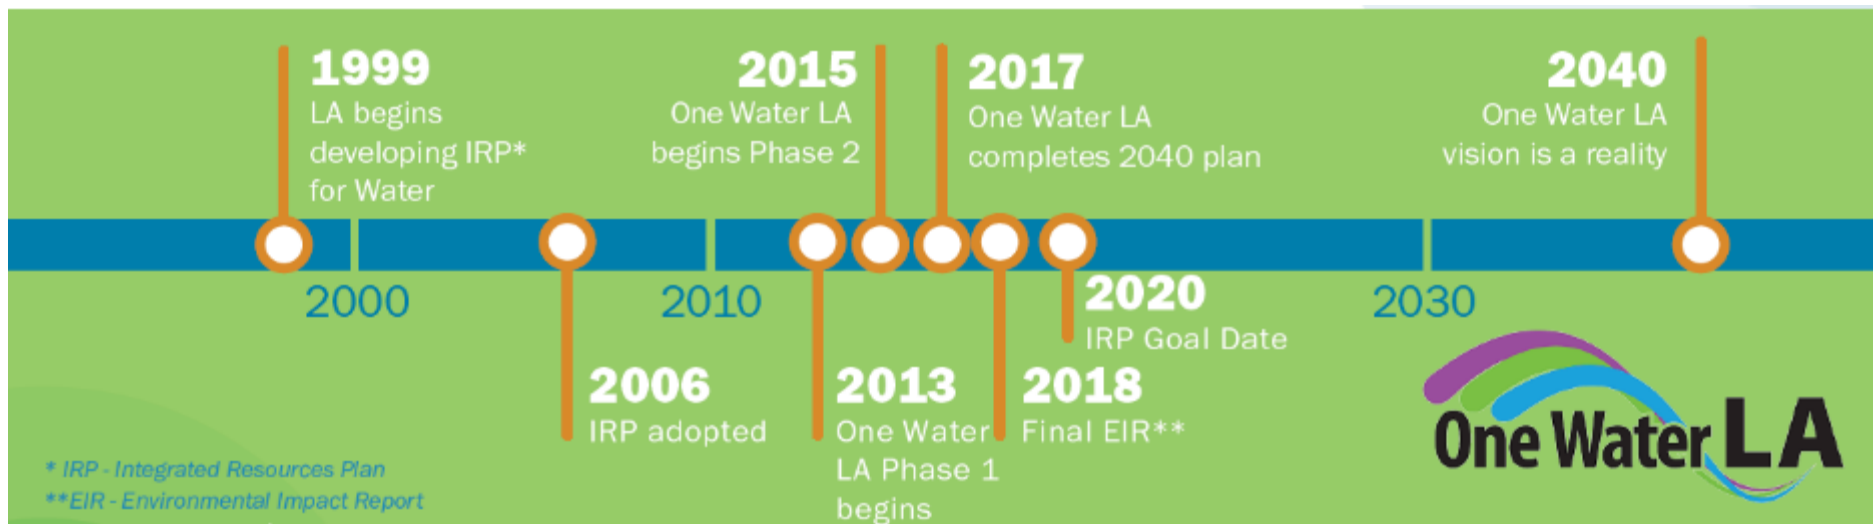 1999
LA begins
developing IRP*
for Water
2015
One Water LA
begins Phase 2
2017
One Water LA
completes 2040 plan
2040
One Water LA
vision is a reality
2000
2010
2030
2006
IRP adopted
2013
One Water
LA Phase 1
begins
2018
Final EIR**
2020
IRP Goal Date
* IRP - Integrated Resources Plan
**EIR - Environmental Impact Report
One Water LA